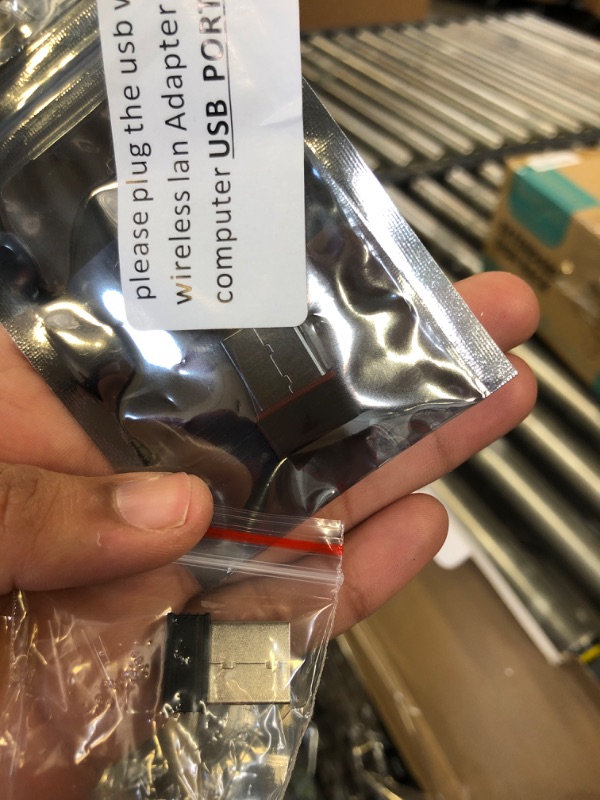 please plug the usb
wireless lan Adapter
computer USB PORT